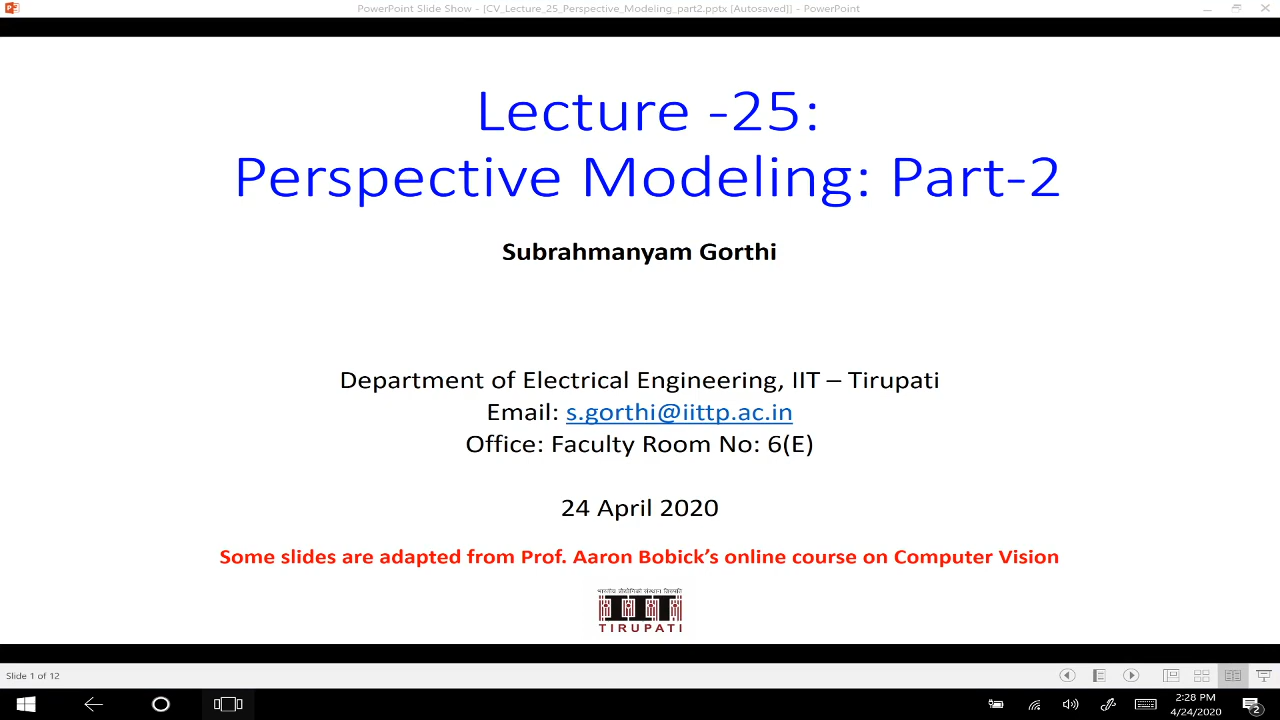 PowerPoint Slide Show - [CV_Lecture_25_Perspective_Modeling_part2.pptx [Autosaved]] - PowerPoint
Lecture -25:
Perspective Modeling: Part-2
Subrahmanyam Gorthi
Department of Electrical Engineering, IIT – Tirupati
Email: s.gorthi@iittp.ac.in
Office: Faculty Room No: 6(E)
24 April 2020
Some slides are adapted from Prof. Aaron Bobick's online course on Computer Vision
भारतीय प्रौद्योगिकी संस्थान तिरुपति
TIRUPATI
Slide 1 of 12
2:28 PM
4/24/2020
2